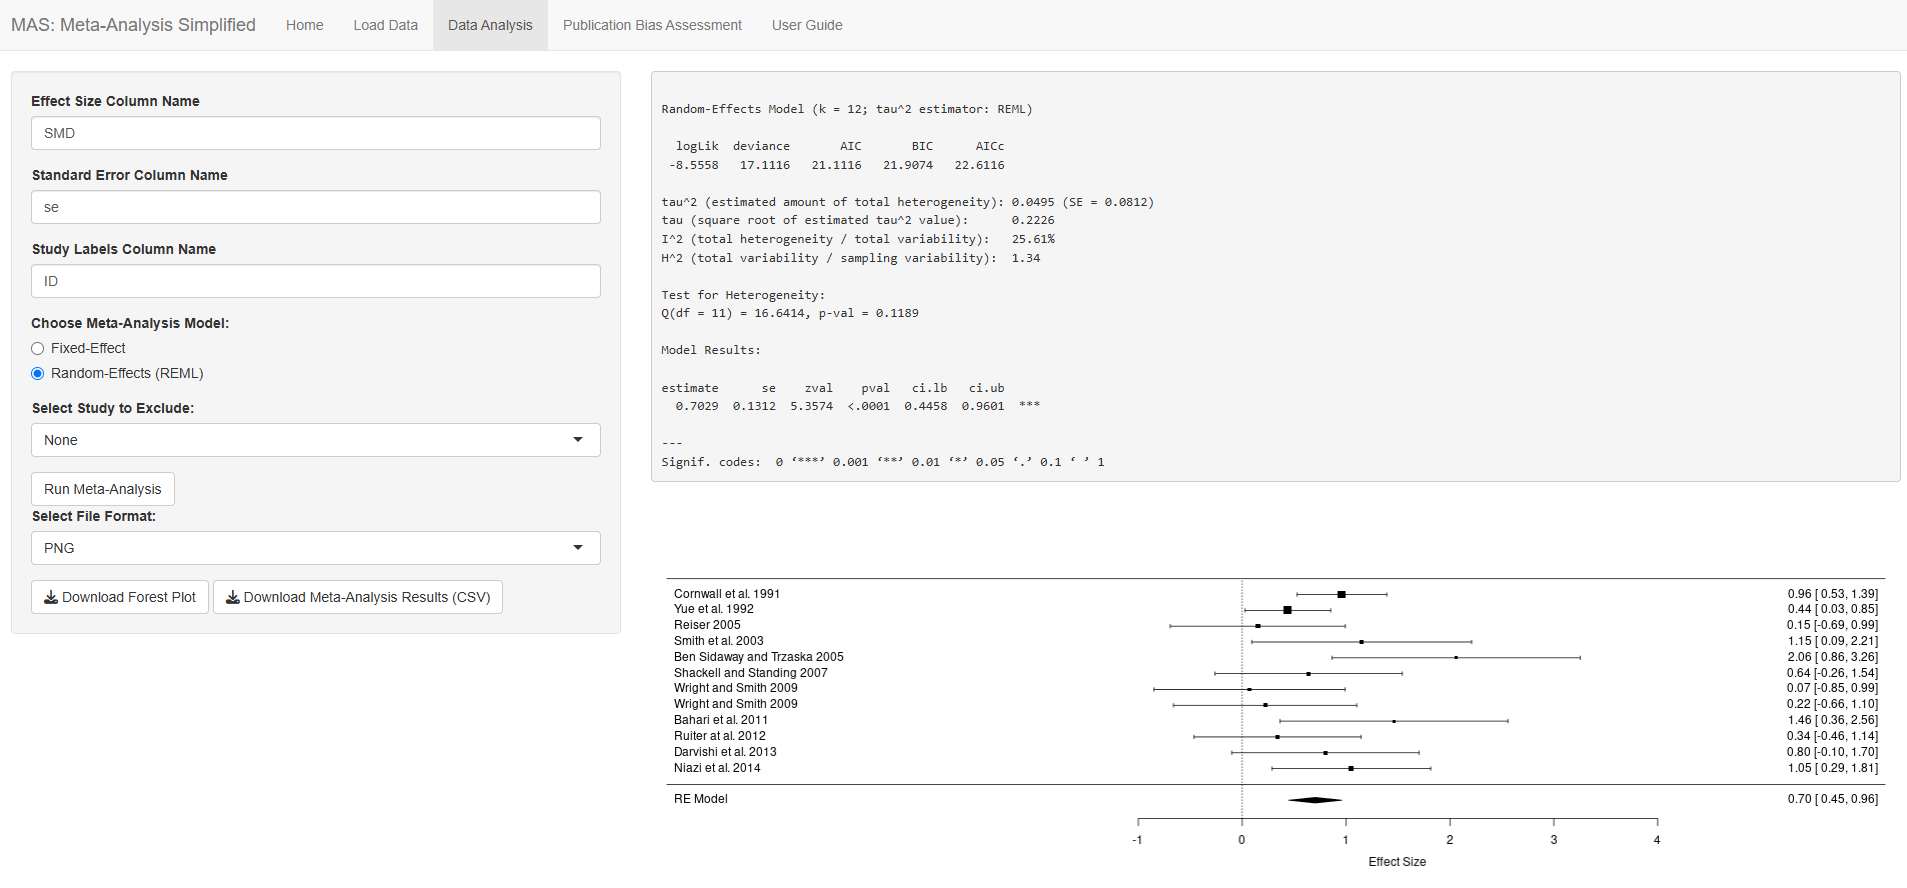 MAS: Meta-Analysis Simplified Home Load Data Data Analysis Publication Bias Assessment User Guide
Effect Size Column Name
SMD
Standard Error Column Name
se
Study Labels Column Name
ID
Choose Meta-Analysis Model:
Fixed-Effect
Random-Effects (REML)
Select Study to Exclude:
None
Run Meta-Analysis
Select File Format:
PNG
Download Forest Plot Download Meta-Analysis Results (CSV)
Random-Effects Model (k = 12; tau^2 estimator: REML)
logLik deviance AIC BIC AICc
-8.5558 17.1116 21.1116 21.9074 22.6116
tau^2 (estimated amount of total heterogeneity): 0.0495 (SE = 0.0812)
tau (square root of estimated tau^2 value): 0.2226
I^2 (total heterogeneity / total variability): 25.61%
H^2 (total variability / sampling variability): 1.34
Test for Heterogeneity:
Q(df = 11) = 16.6414, p-val = 0.1189
Model Results:
estimate se zval pval ci.lb ci.ub
0.7029 0.1312 5.3574 <.0001 0.4458 0.9601 ***
---
Signif. codes: 0 ‘***’ 0.001 ‘**’ 0.01 ‘*’ 0.05 ‘.’ 0.1 ‘ ’ 1
Cornwall et al. 1991 0.96 [ 0.53, 1.39]
Yue et al. 1992 0.44 [ 0.03, 0.85]
Reiser 2005 0.15 [-0.69, 0.99]
Smith et al. 2003 1.15 [ 0.09, 2.21]
Ben Sidaway and Trzaska 2005 2.06 [ 0.86, 3.26]
Shackell and Standing 2007 0.64 [-0.26, 1.54]
Wright and Smith 2009 0.07 [-0.85, 0.99]
Wright and Smith 2009 0.22 [-0.66, 1.10]
Bahari et al. 2011 1.46 [ 0.36, 2.56]
Ruiter at al. 2012 0.34 [-0.46, 1.14]
Darvishi et al. 2013 0.80 [-0.10, 1.70]
Niazi et al. 2014 1.05 [ 0.29, 1.81]
RE Model 0.70 [ 0.45, 0.96]
-1 0 1 2 3 4
Effect Size